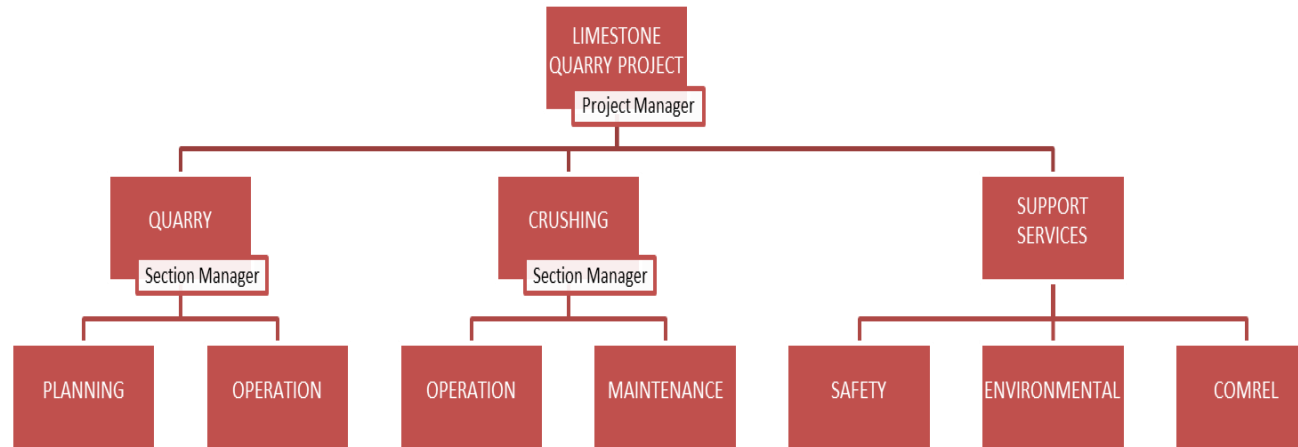 LIMESTONE
QUARRY PROJECT
Project Manager
QUARRY
Section Manager
CRUSHING
Section Manager
SUPPORT
SERVICES
PLANNING
OPERATION
OPERATION
MAINTENANCE
SAFETY
ENVIRONMENTAL
COMREL